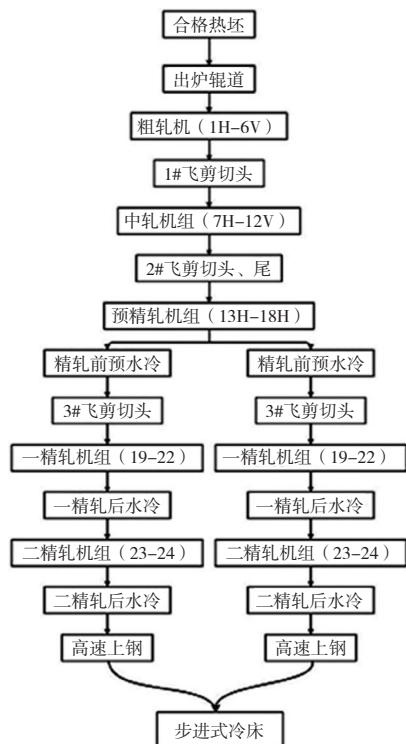 合格热坯
出炉辊道
粗轧机（1H-6V）
1#飞剪切头
中轧机组（7H-12V）
2#飞剪切头、尾
预精轧机组（13H-18H）
精轧前预水冷
精轧前预水冷
3#飞剪切头
3#飞剪切头
一精轧机组（19-22）
一精轧机组（19-22）
一精轧后水冷
一精轧后水冷
二精轧机组（23-24）
二精轧机组（23-24）
二精轧后水冷
二精轧后水冷
高速上钢
高速上钢
步进式冷床